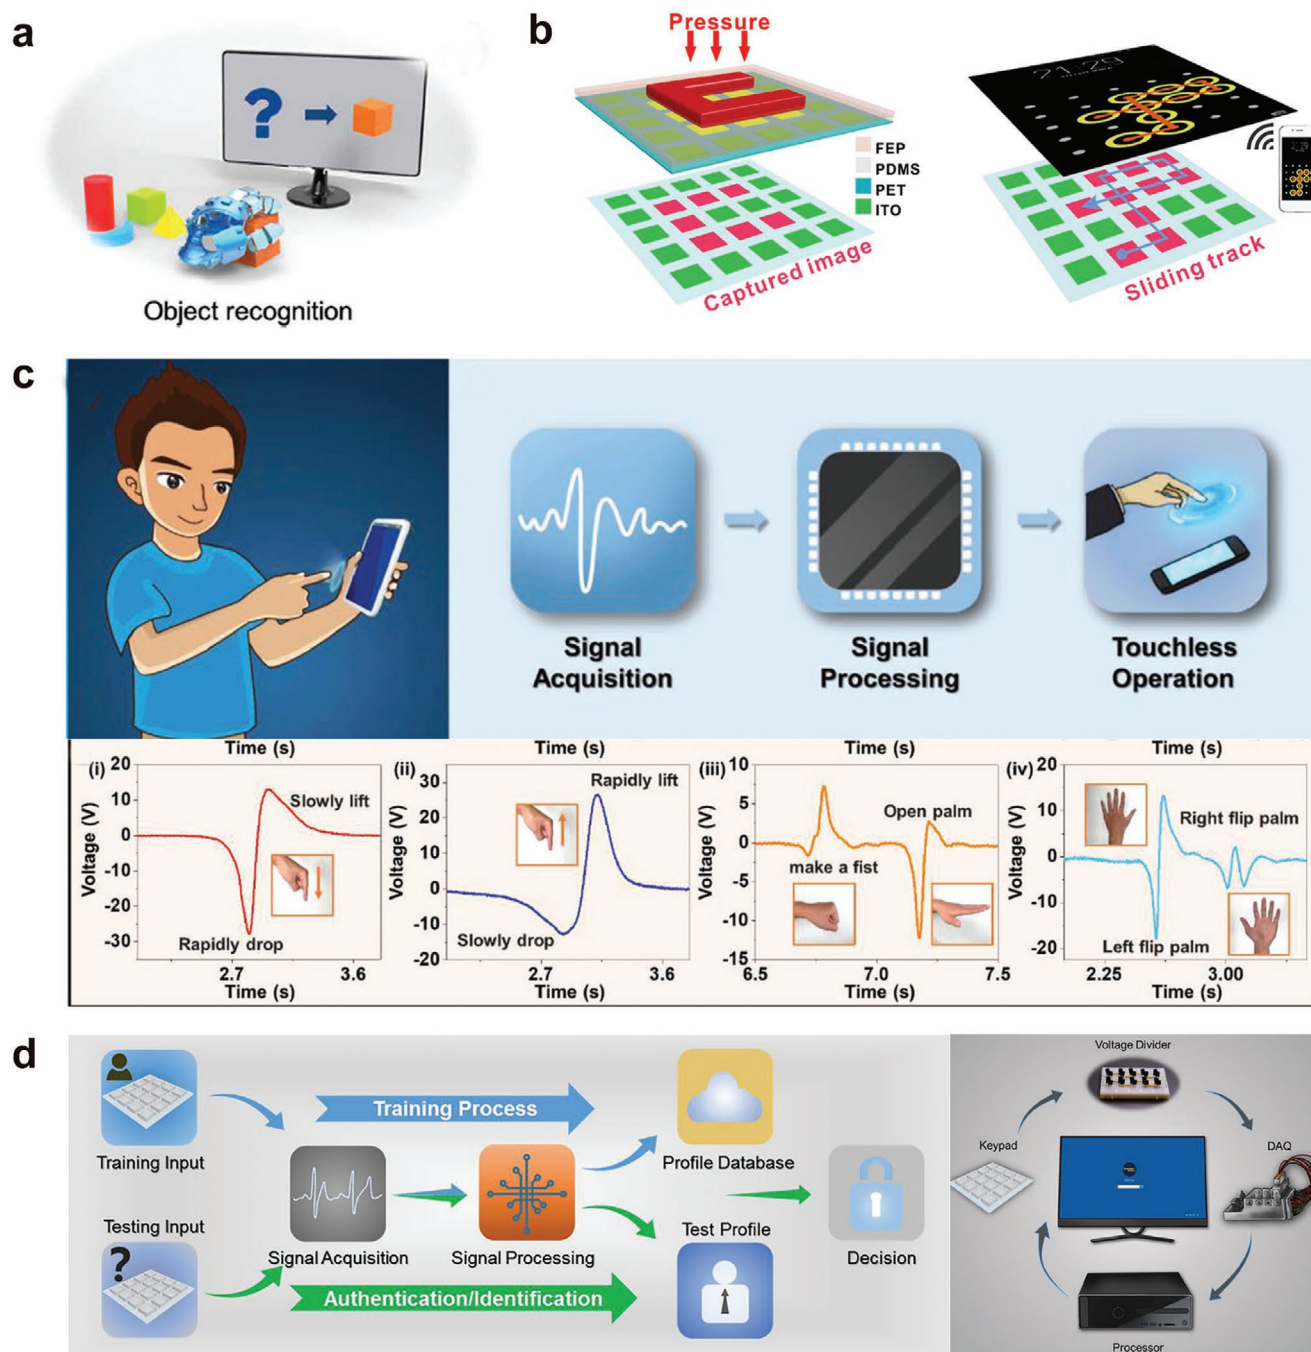 a
b
Pressure
FEP
PDMS
PET
ITO
Captured image
21:29
Sliding track
?
Object recognition
c
Signal
Acquisition
Signal
Processing
Touchless
Operation
Time (s)
Time (s)
Time (s)
Time (s)
(i)
20
10
0
-10
-20
-30
Voltage (V)
Slowly lift
Rapidly drop
2.7
3.6
Time (s)
(ii)
30
20
10
0
-10
-20
Voltage (V)
Rapidly lift
Slowly drop
2.7
3.6
Time (s)
(iii)
10
5
0
-5
-10
-15
Voltage (V)
Open palm
make a fist
6.5
7.0
7.5
Time (s)
(iv)
20
10
0
-10
-20
Voltage (V)
Right flip palm
Left flip palm
2.25
3.00
Time (s)
d
Training Input
Training Process
Profile Database
Testing Input
?
Signal Acquisition
Signal Processing
Test Profile
Decision
Authentication/Identification
Voltage Divider
Keypad
DAQ
Processor